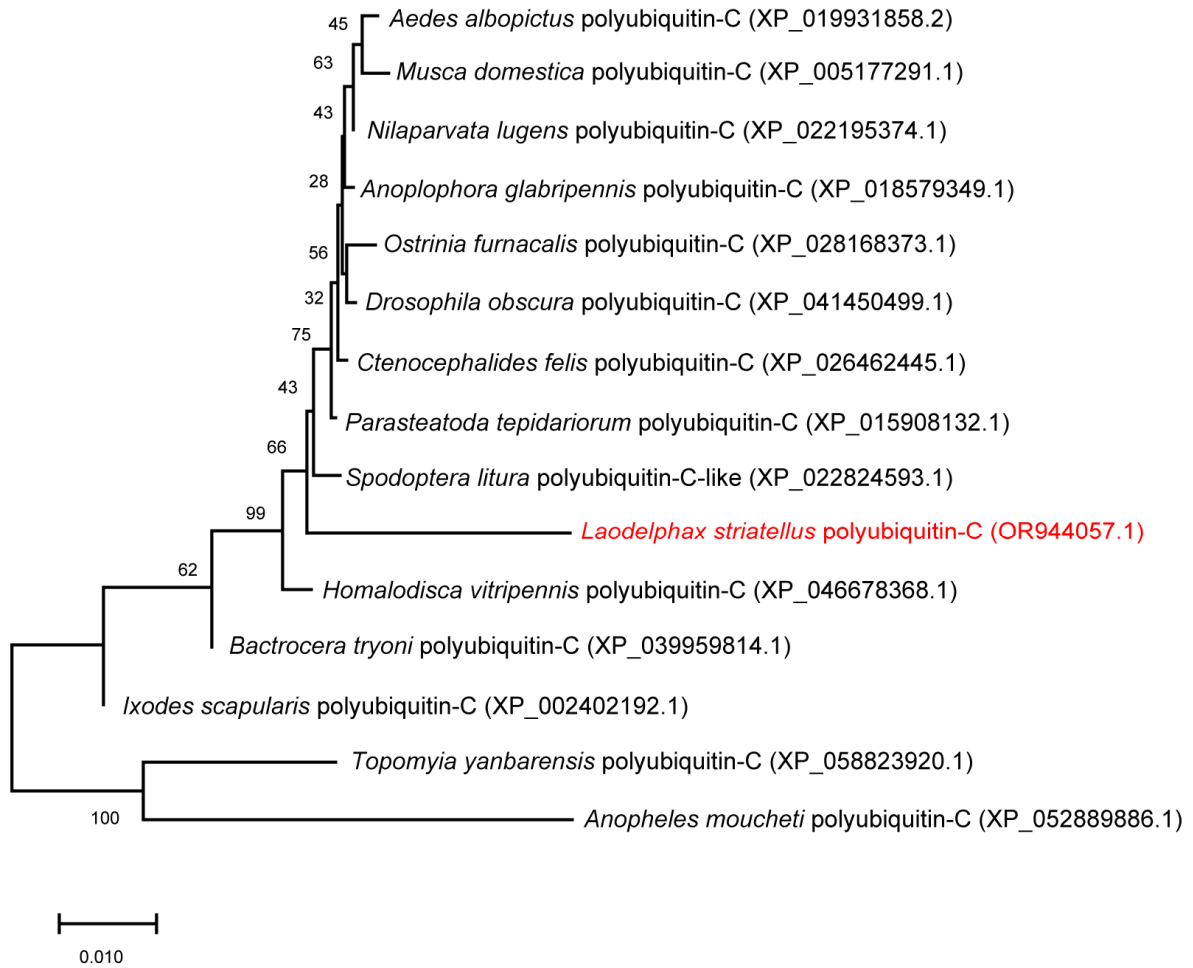 45
Aedes albopictus polyubiquitin-C (XP_019931858.2)
63
Musca domestica polyubiquitin-C (XP_005177291.1)
43
Nilaparvata lugens polyubiquitin-C (XP_022195374.1)
28
Anoplophora glabripennis polyubiquitin-C (XP_018579349.1)
56
Ostrinia furnacalis polyubiquitin-C (XP_028168373.1)
32
Drosophila obscura polyubiquitin-C (XP_041450499.1)
75
Ctenocephalides felis polyubiquitin-C (XP_026462445.1)
43
Parasteatoda tepidariorum polyubiquitin-C (XP_015908132.1)
66
Spodoptera litura polyubiquitin-C-like (XP_022824593.1)
99
Laodelphax striatellus polyubiquitin-C (OR944057.1)
62
Homalodisca vitripennis polyubiquitin-C (XP_046678368.1)
Bactrocera tryoni polyubiquitin-C (XP_039959814.1)
Ixodes scapularis polyubiquitin-C (XP_002402192.1)
Topomyia yanbarensis polyubiquitin-C (XP_058823920.1)
100
Anopheles moucheti polyubiquitin-C (XP_052889886.1)
0.010